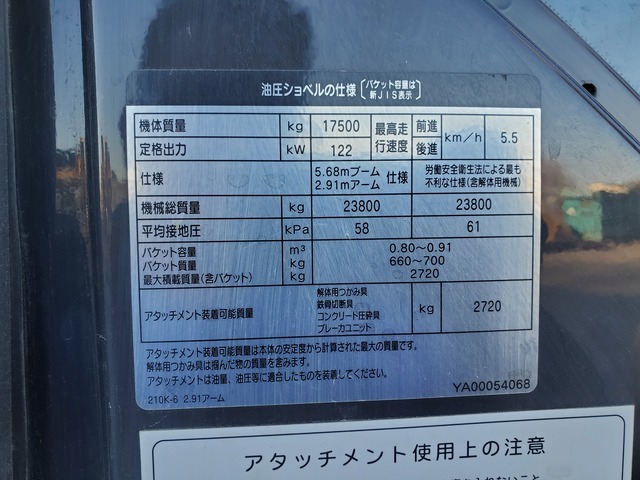 油圧ショベルの仕様〔バケット容量は新JIS表示〕
機体質量 kg 17500 最高走行速度 前進 後進 km/h 5.5
定格出力 kW 122
仕様 5.68mブーム 2.91mアーム 仕様 労働安全衛生法による最も不利な仕様(含解体用機械)
機械総質量 kg 23800 23800
平均接地圧 kPa 58 61
バケット容量 m³ 0.80～0.91
バケット質量 kg 660～700
最大積載質量(含バケット) kg 2720
アタッチメント装着可能質量 解体用つかみ具 鉄骨切断具 コンクリート圧砕具 ブレーカユニット kg 2720
アタッチメント装着可能質量は本体の安定度から計算された最大の質量です。
解体用つかみ具は掴んだ物の質量を含みます。
アタッチメントは油量、油圧等に適合したものを装着してください。
210K-6 2.91アーム YA00054068
アタッチメント使用上の注意